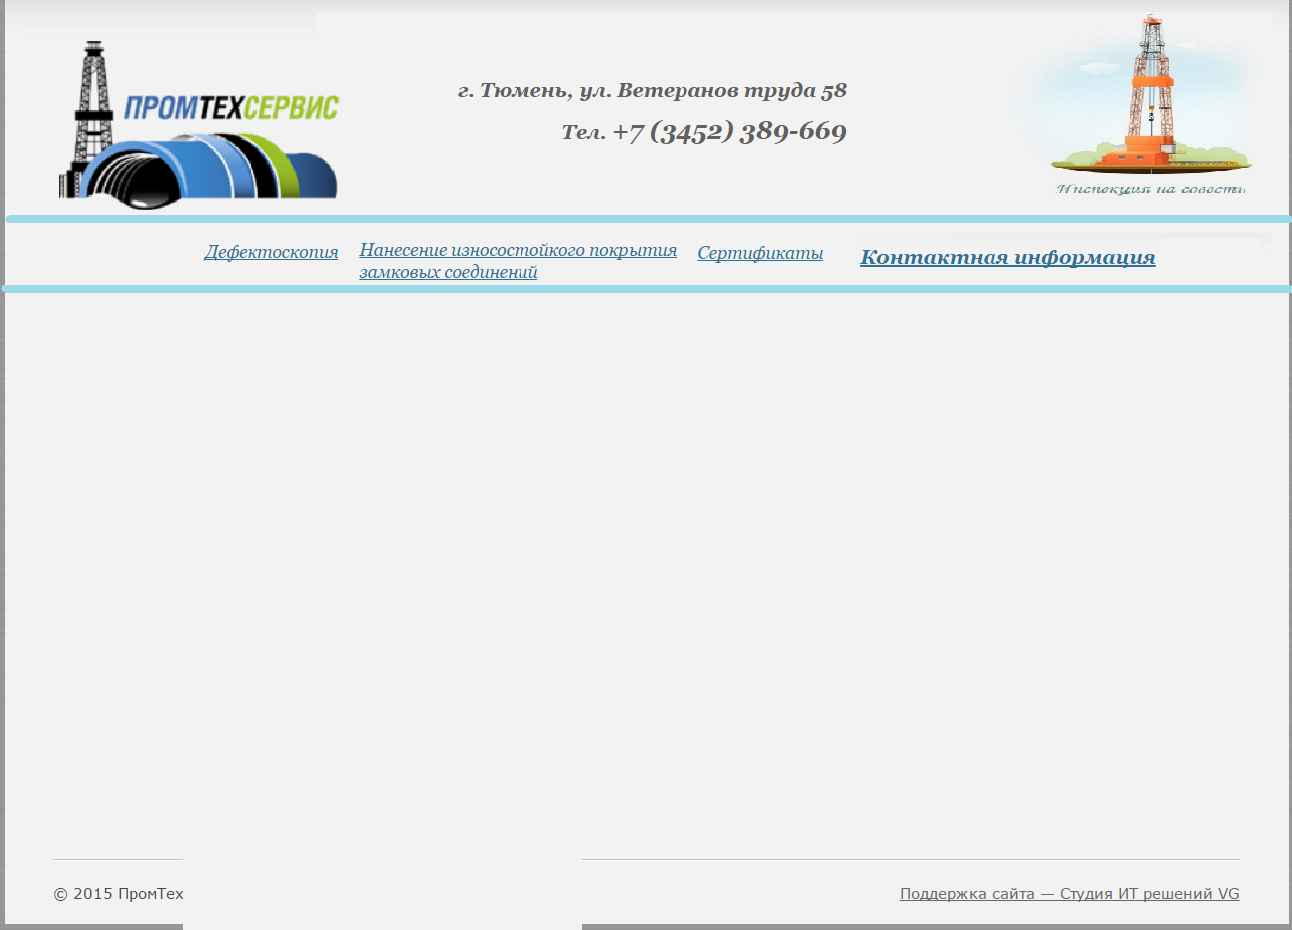 ПРОМТЕХСЕРВИС
г. Тюмень, ул. Ветеранов труда 58
Тел. +7 (3452) 389-669
Инспекция на совесть
Дефектоскопия
Нанесение износостойкого покрытия
замковых соединений
Сертификаты
Контактная информация
© 2015 ПромТех
Поддержка сайта — Студия ИТ решений VG